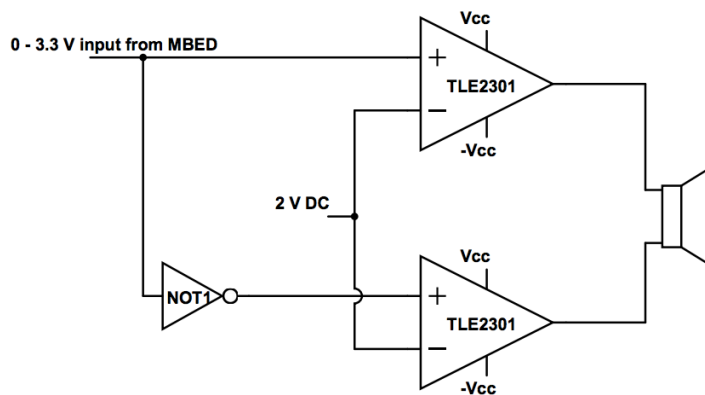 Vcc
0 - 3.3 V input from MBED
+
TLE2301
−
-Vcc
2 V DC
Vcc
NOT1
+
TLE2301
−
-Vcc